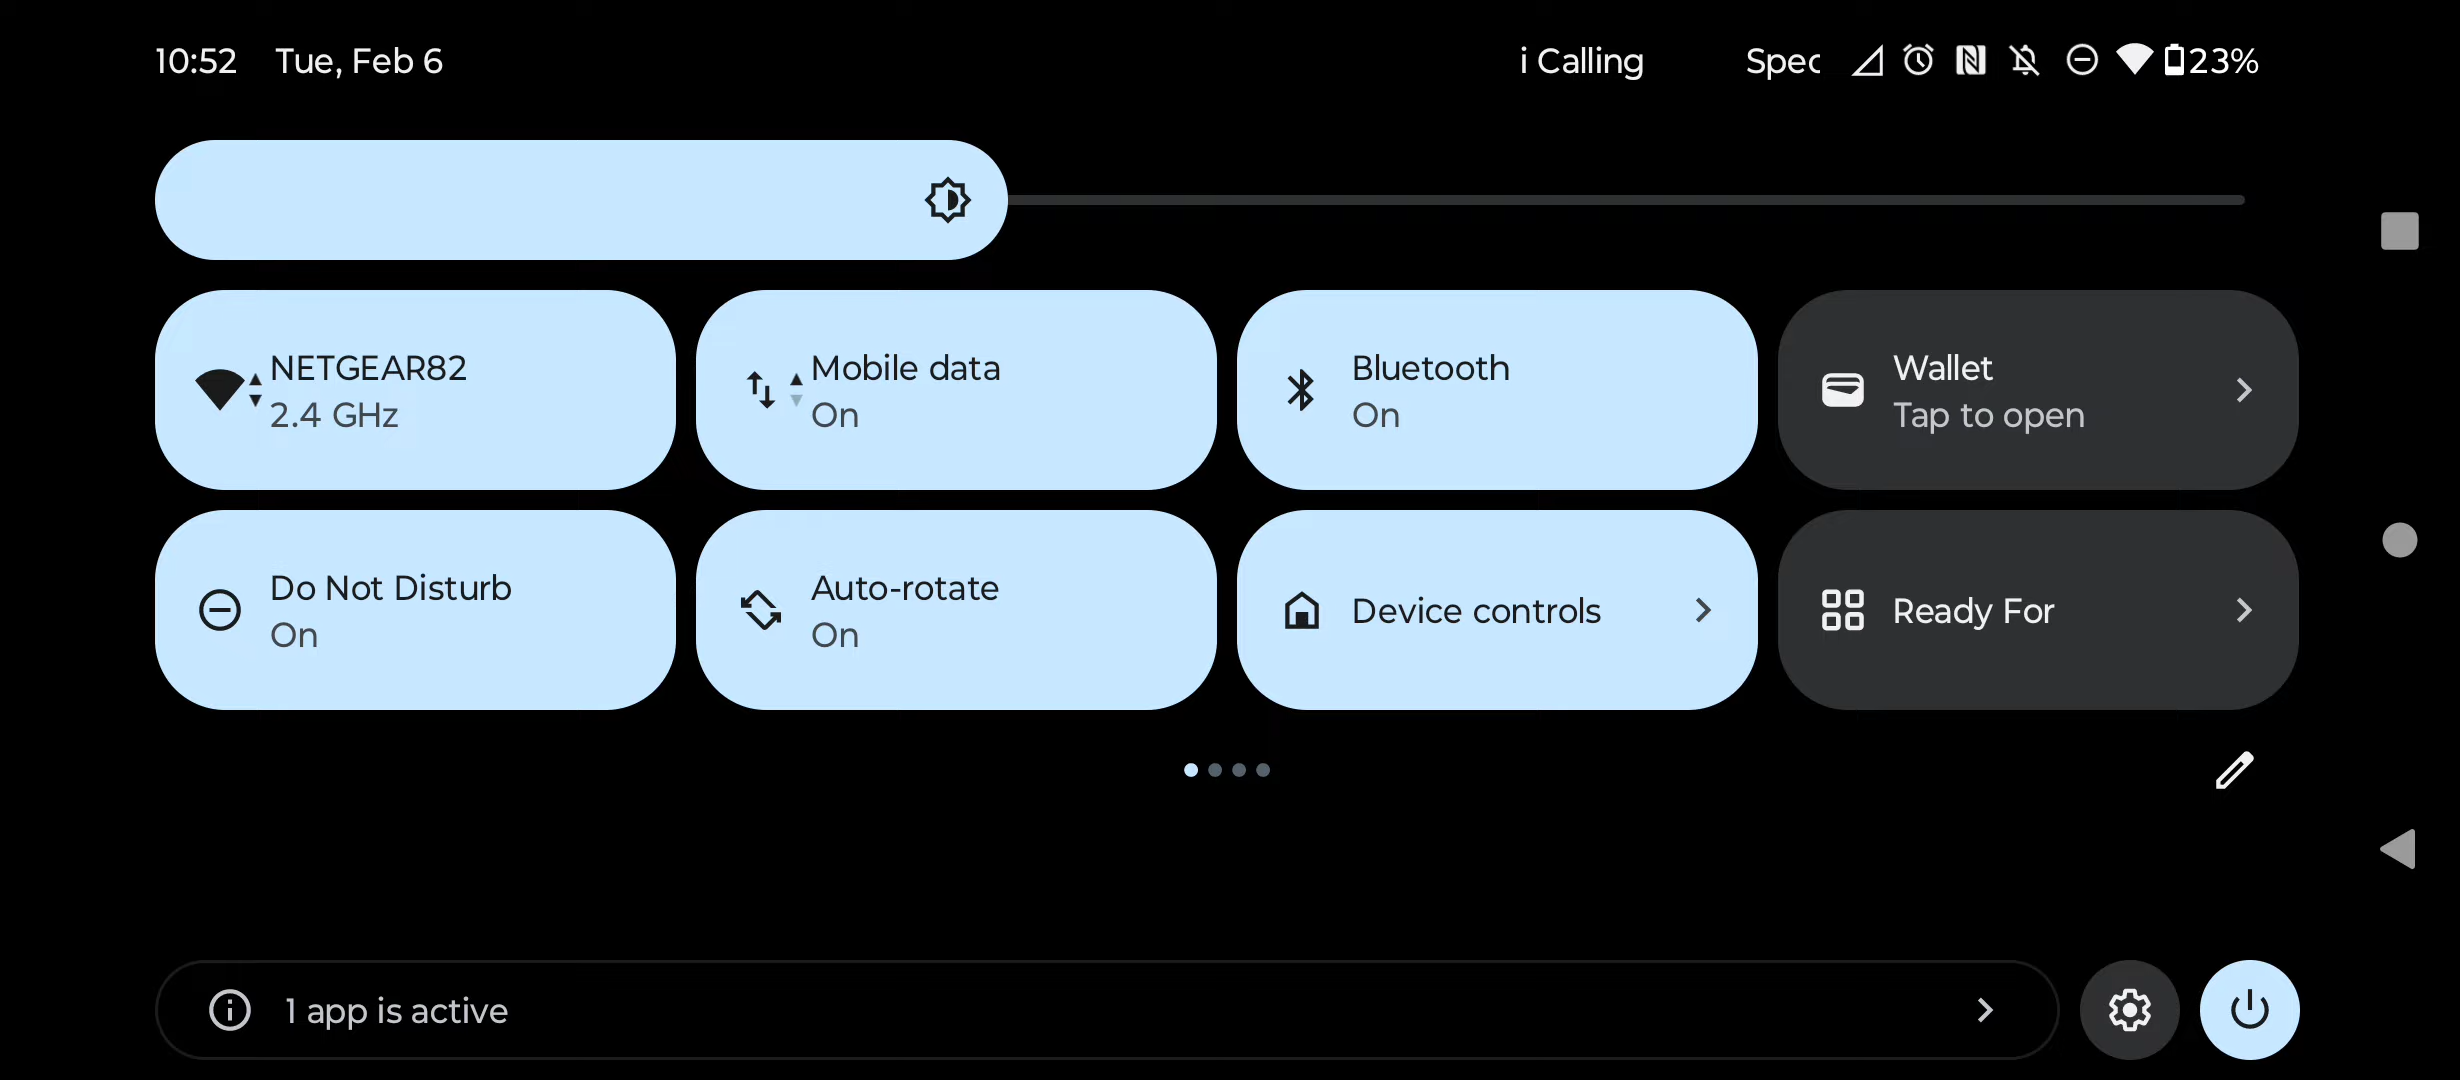 10:52 Tue, Feb 6 i Calling Spec 23%
NETGEAR82
2.4 GHz
Mobile data
On
Bluetooth
On
Wallet
Tap to open
Do Not Disturb
On
Auto-rotate
On
Device controls
Ready For
1 app is active